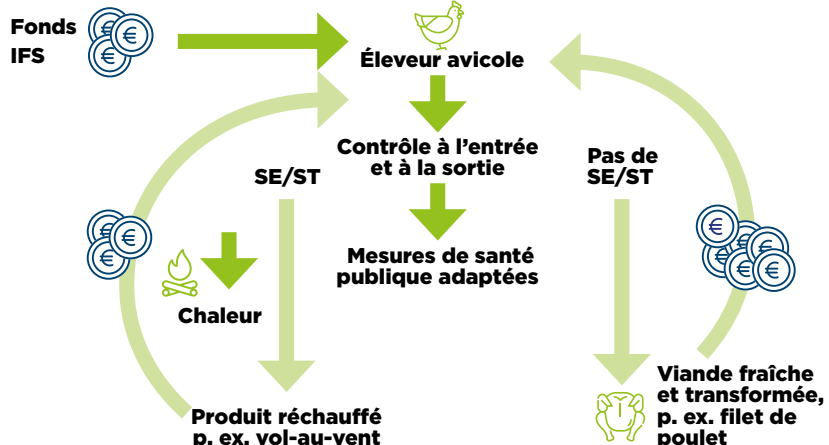 Fonds
IFS
Éleveur avicole
Contrôle à l’entrée
et à la sortie
SE/ST
Pas de
SE/ST
Mesures de santé
publique adaptées
Chaleur
Produit réchauffé
p. ex. vol-au-vent
Viande fraîche
et transformée,
p. ex. filet de
poulet